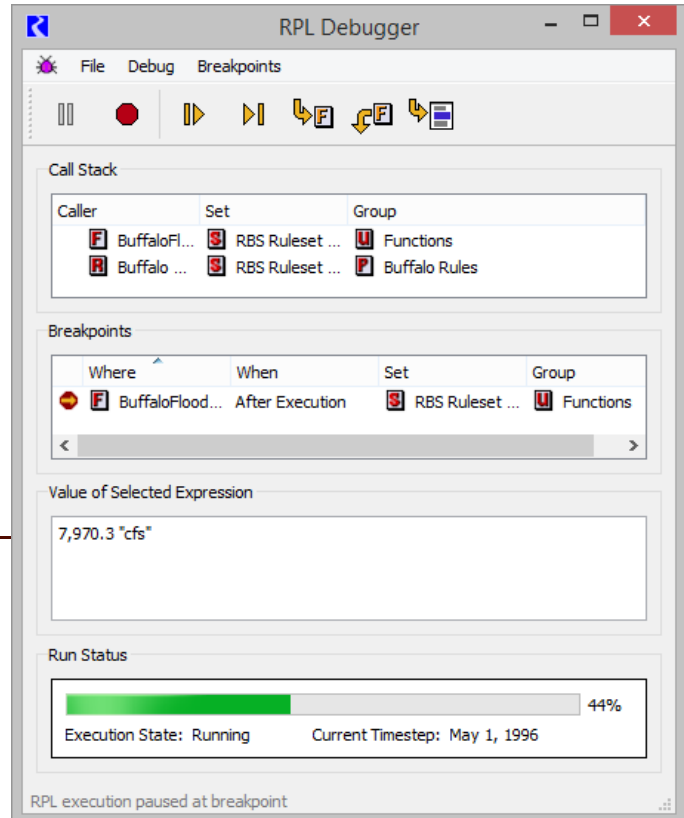 RPL Debugger
File Debug Breakpoints
F F
Call Stack
Caller Set Group
F BuffaloFl... S RBS Ruleset ... U Functions
R Buffalo ... S RBS Ruleset ... P Buffalo Rules
Breakpoints
Where When Set Group
F BuffaloFlood... After Execution S RBS Ruleset ... U Functions
Value of Selected Expression
7,970.3 "cfs"
Run Status
44%
Execution State: Running Current Timestep: May 1, 1996
RPL execution paused at breakpoint